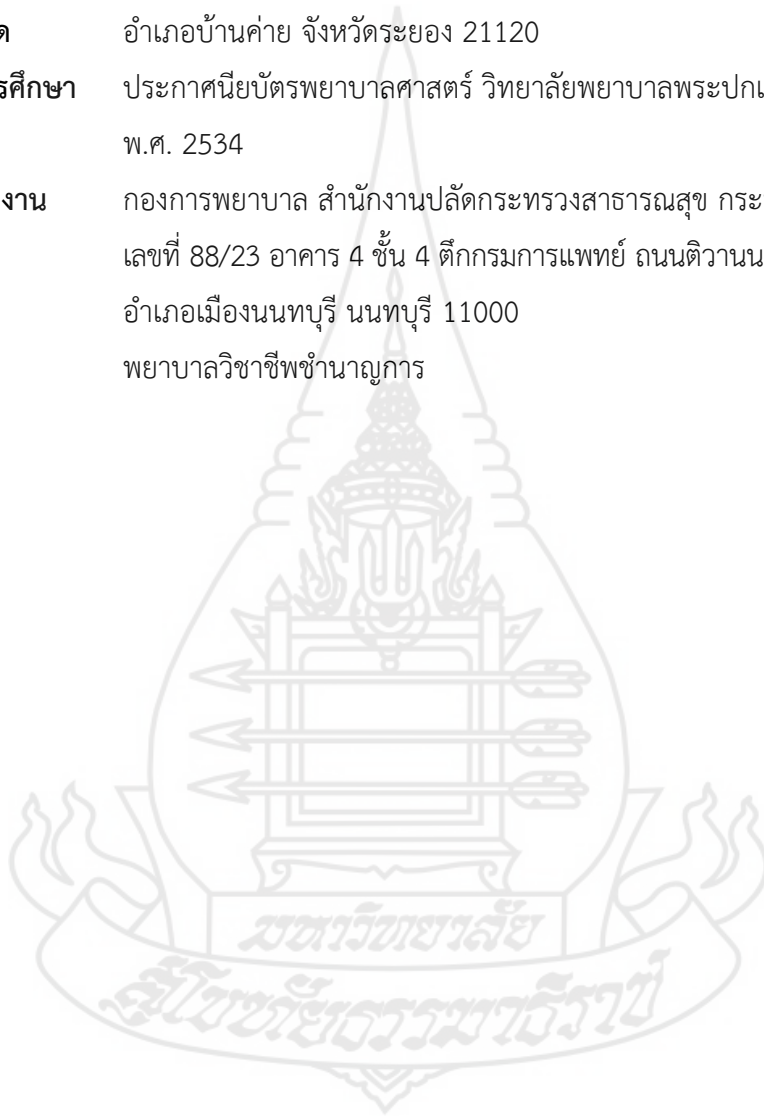 ด อำเภอบ้านค่าย จังหวัดระยอง 21120
รศึกษา ประกาศนียบัตรพยาบาลศาสตร์ วิทยาลัยพยาบาลพระปกเ
พ.ศ. 2534
งาน กองการพยาบาล สำนักงานปลัดกระทรวงสาธารณสุข กระ
เลขที่ 88/23 อาคาร 4 ชั้น 4 ตึกกรมการแพทย์ ถนนติวานน
อำเภอเมืองนนทบุรี นนทบุรี 11000
พยาบาลวิชาชีพชำนาญการ
มหาวิทยาลัย
สุโขทัยธรรมาธิราช